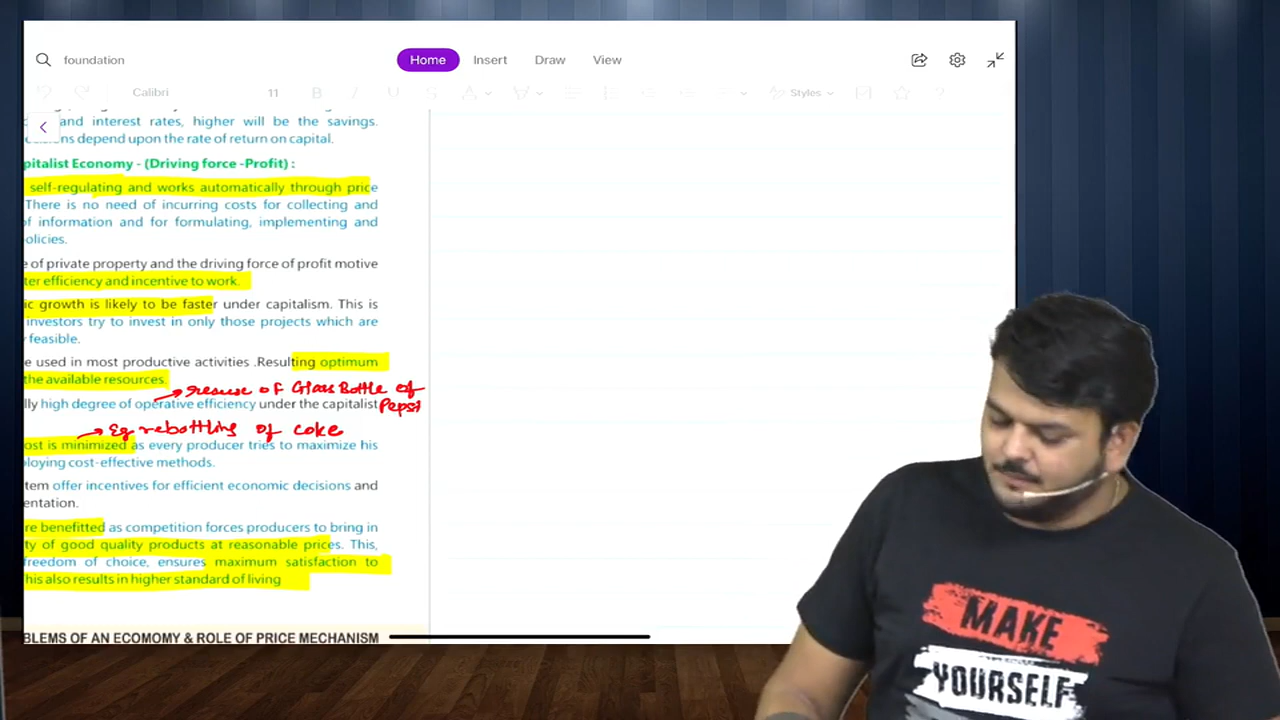 foundation
Home
Insert
Draw
View
Calibri
11
B
Styles
and interest rates, higher will be the savings.
depend upon the rate of return on capital.
pitalist Economy - (Driving force -Profit) :
self-regulating and works automatically through price
There is no need of incurring costs for collecting and
f information and for formulating, implementing and
olicies.
e of private property and the driving force of profit motive
ter efficiency and incentive to work.
ic growth is likely to be faster under capitalism. This is
investors try to invest in only those projects which are
feasible.
e used in most productive activities .Resulting optimum
the available resources.
→ resuse of Glass Bottle of
Pepsi
lly high degree of operative efficiency under the capitalist
→ Eg rebottling of coke
ost is minimized as every producer tries to maximize his
loying cost-effective methods.
tem offer incentives for efficient economic decisions and
entation.
re benefitted as competition forces producers to bring in
ty of good quality products at reasonable prices. This,
freedom of choice, ensures maximum satisfaction to
his also results in higher standard of living
BLEMS OF AN ECOMOMY & ROLE OF PRICE MECHANISM
MAKE
YOURSELF